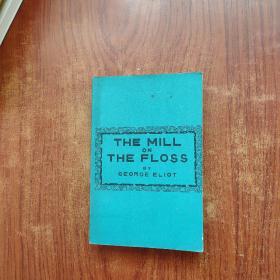 THE MILL
ON
THE FLOSS
BY
GEORGE ELIOT